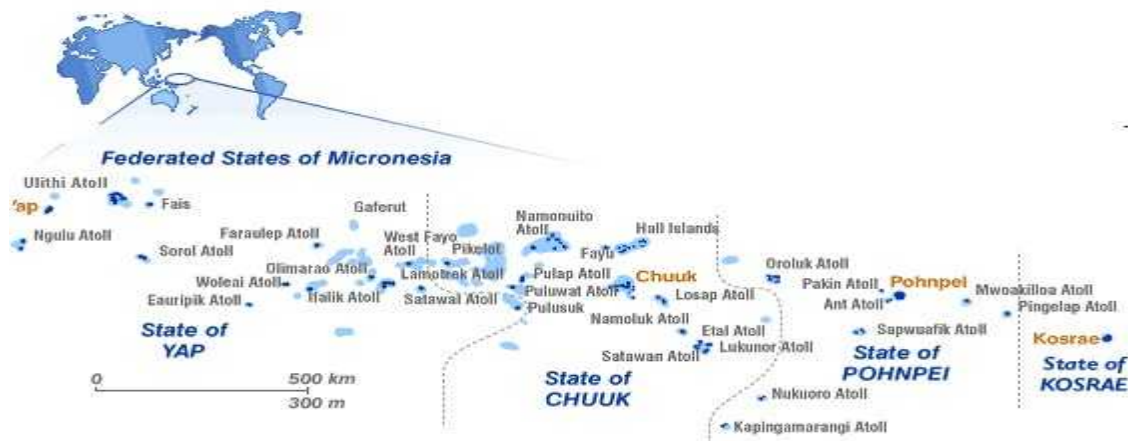 Federated States of Micronesia
Ulithi Atoll
'ap
Fais
Ngulu Atoll
Sorol Atoll
Gaferut
Faraulep Atoll
West Fayo
Atoll
Pikelot
Olimarao Atoll
Lamotrek Atoll
Woleai Atoll
Ifalik Atoll
Satawal Atoll
Eauripik Atoll
State of
YAP
0
500 km
300 m
Namonuito
Atoll
Hall Islands
Fayu
Pulap Atoll
Chuuk
Puluwat Atoll
Losap Atoll
Pulusuk
Namoluk Atoll
Etal Atoll
Satawan Atoll
Lukunor Atoll
State of
CHUUK
Oroluk Atoll
Pakin Atoll
Pohnpei
Mwoakilloa Atoll
Ant Atoll
Pingelap Atoll
Sapwuafik Atoll
State of
POHNPEI
Nukuoro Atoll
Kapingamarangi Atoll
Kosrae
State of
KOSRAE